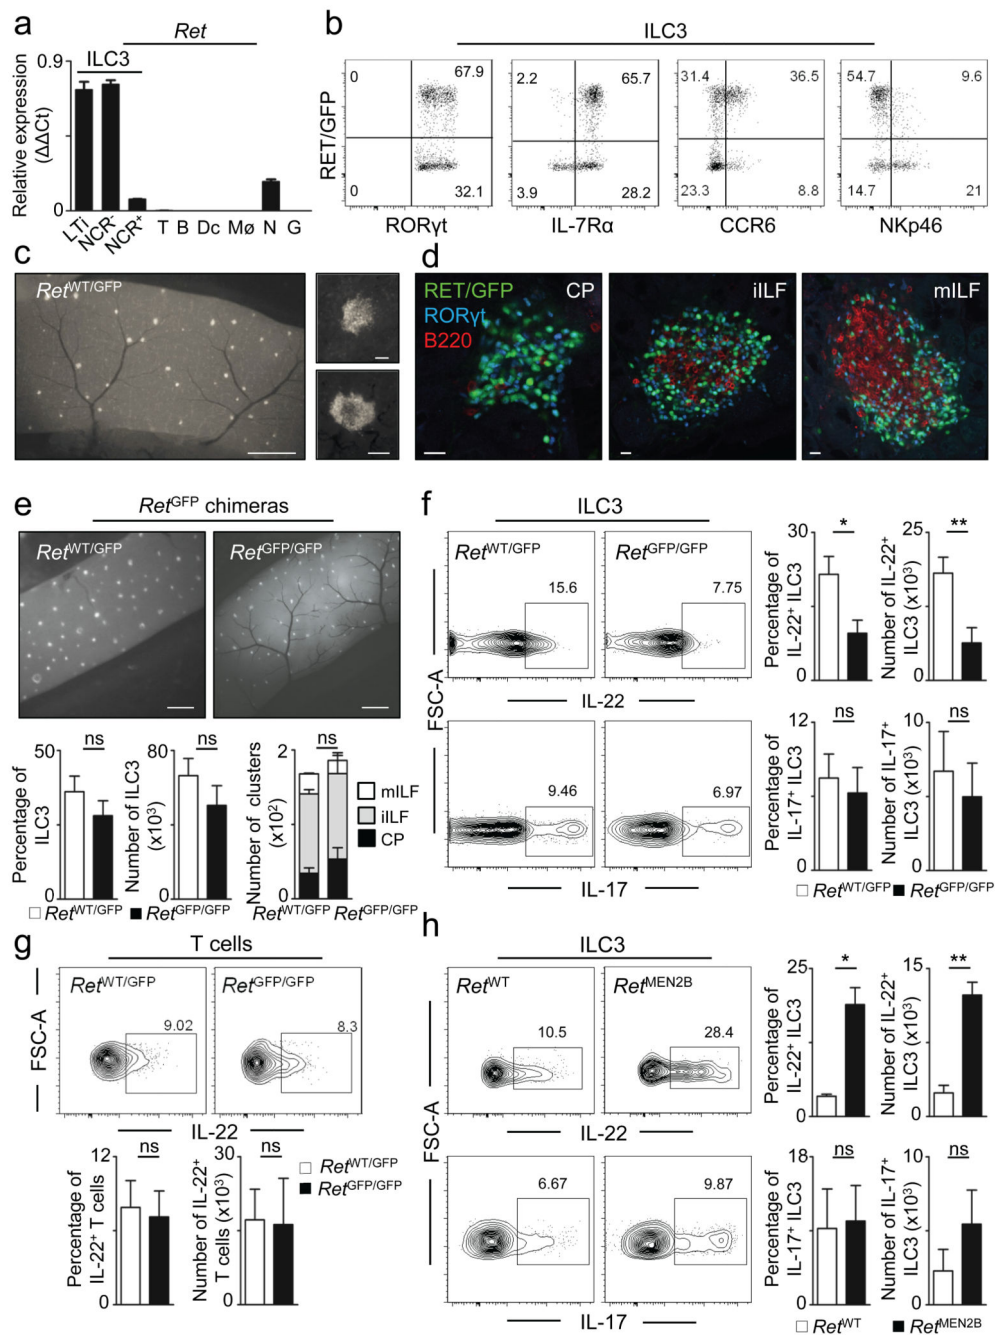 a
Ret
ILC3
0.9
0
Relative expression
(ΔΔCt)
LTi
NCR-
NCR+
T B Dc Mø N G
b
ILC3
0
67.9
0
32.1
2.2
65.7
3.9
28.2
31.4
36.5
23.3
8.8
54.7
9.6
14.7
21
RET/GFP
RORγt
IL-7Rα
CCR6
NKp46
c
RetWT/GFP
d
RET/GFP
RORγt
B220
CP
iILF
mILF
e
RetGFP chimeras
RetWT/GFP
RetGFP/GFP
50
0
Percentage of
ILC3
ns
80
0
Number of ILC3
(x10³)
ns
2
0
Number of clusters
(x10²)
ns
mILF
iILF
CP
RetWT/GFP
RetGFP/GFP
RetWT/GFP RetGFP/GFP
f
ILC3
RetWT/GFP
RetGFP/GFP
15.6
7.75
IL-22
FSC-A
9.46
6.97
IL-17
30
0
Percentage of
IL-22+ ILC3
*
25
0
Number of IL-22+
ILC3 (x10³)
**
12
0
Percentage of
IL-17+ ILC3
ns
10
0
Number of IL-17+
ILC3 (x10³)
ns
RetWT/GFP
RetGFP/GFP
g
T cells
RetWT/GFP
RetGFP/GFP
9.02
8.3
FSC-A
IL-22
12
0
Percentage of
IL-22+ T cells
ns
30
0
Number of IL-22+
T cells (x10³)
ns
RetWT/GFP
RetGFP/GFP
h
ILC3
RetWT
RetMEN2B
10.5
28.4
IL-22
FSC-A
6.67
9.87
IL-17
25
0
Percentage of
IL-22+ ILC3
*
15
0
Number of IL-22+
ILC3 (x10³)
**
18
0
Percentage of
IL-17+ ILC3
ns
10
0
Number of IL-17+
ILC3 (x10³)
ns
RetWT
RetMEN2B